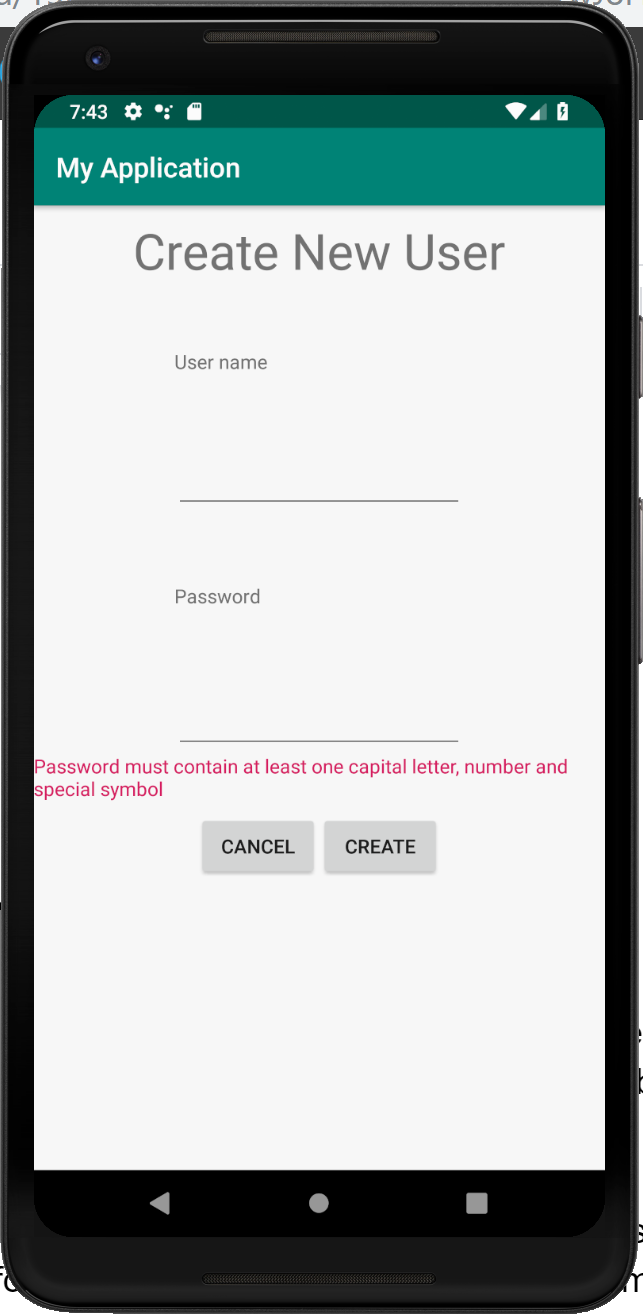 7:43
My Application
Create New User
User name
Password
Password must contain at least one capital letter, number and
special symbol
CANCEL CREATE